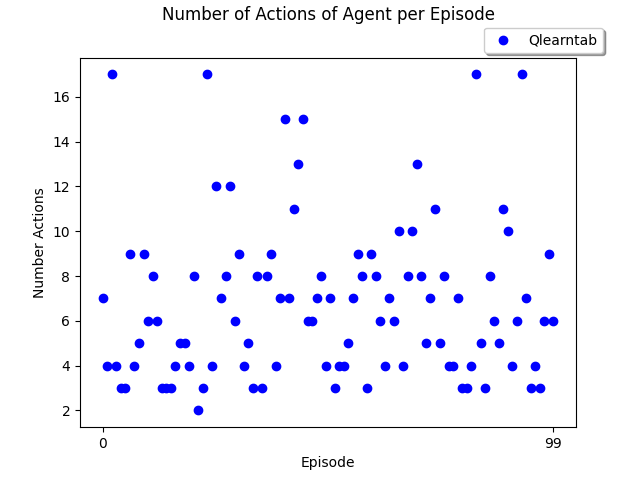 Number of Actions of Agent per Episode
Qlearntab
16
14
12
10
8
6
4
2
Number Actions
0 99
Episode